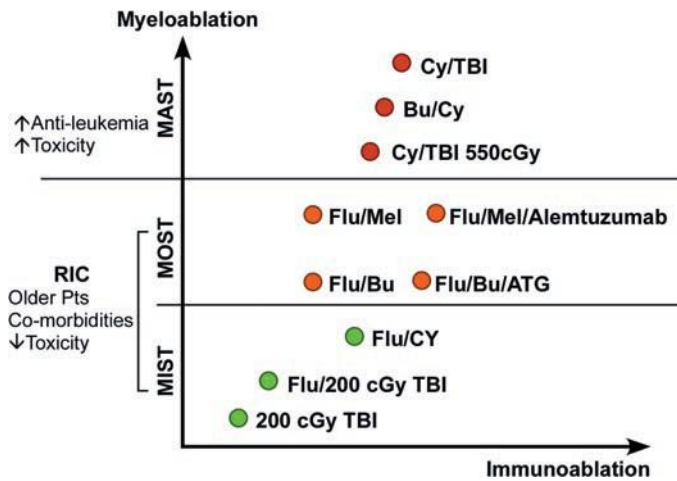 Myeloablation
MAST
↑Anti-leukemia
↑Toxicity
Cy/TBI
Bu/Cy
Cy/TBI 550cGy
MOST
Flu/Mel
Flu/Mel/Alemtuzumab
Flu/Bu
Flu/Bu/ATG
RIC
Older Pts
Co-morbidities
↓Toxicity
MIST
Flu/CY
Flu/200 cGy TBI
200 cGy TBI
Immunoablation